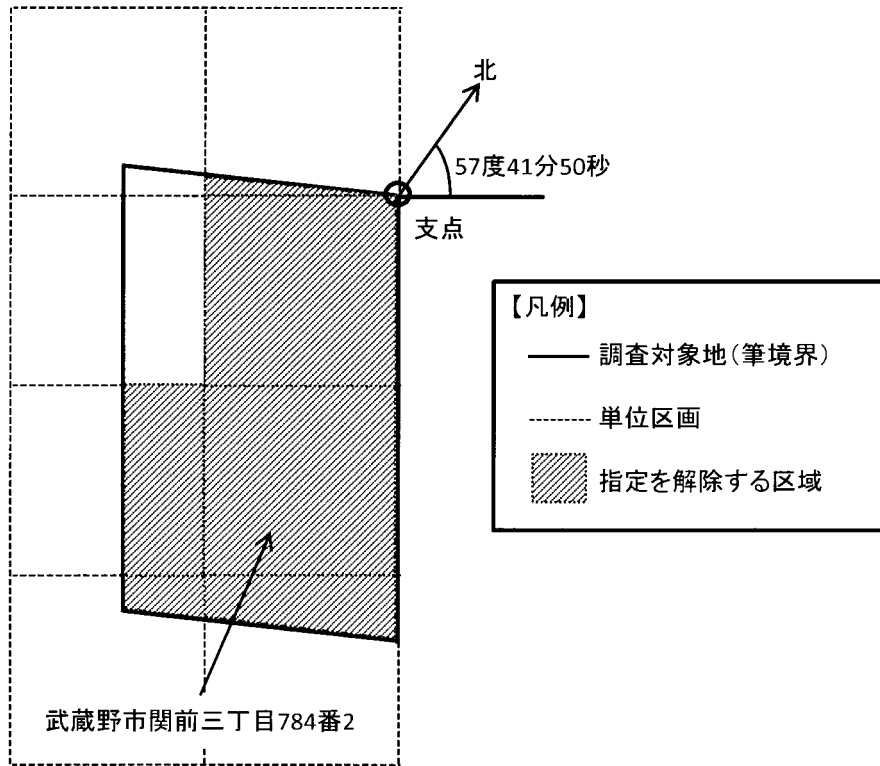 北
57度41分50秒
支点
【凡例】
調査対象地(筆境界)
単位区画
指定を解除する区域
武蔵野市関前三丁目784番2